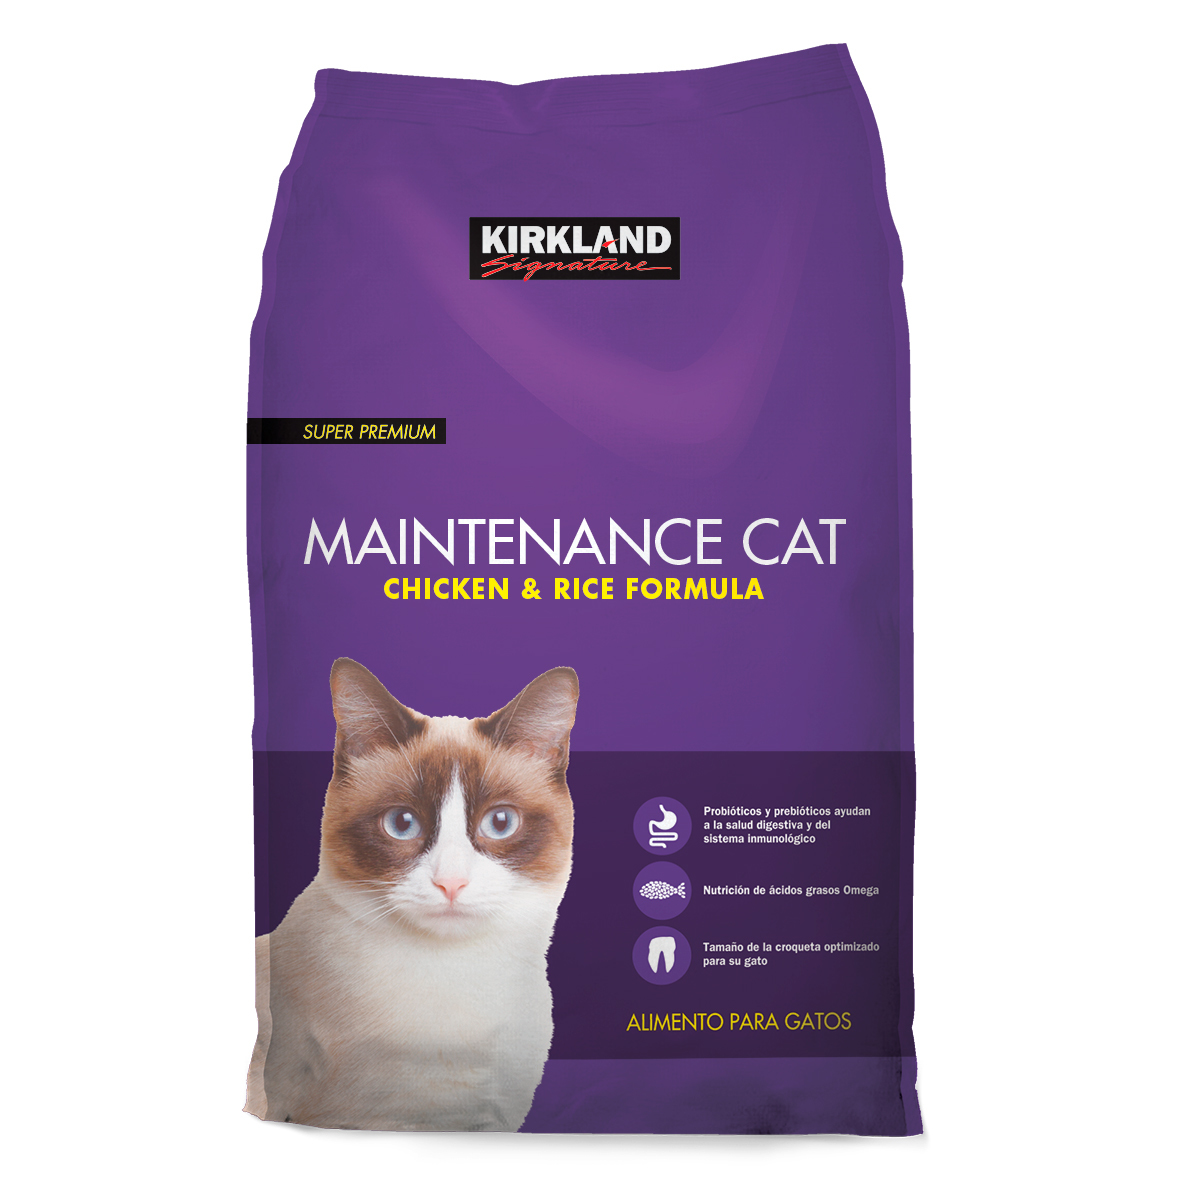 KIRKLAND
Signature
SUPER PREMIUM
MAINTENANCE CAT
CHICKEN & RICE FORMULA
Probióticos y prebióticos ayudan
a la salud digestiva y del
sistema inmunológico
Nutrición de ácidos grasos Omega
Tamaño de la croqueta optimizado
para su gato
ALIMENTO PARA GATOS